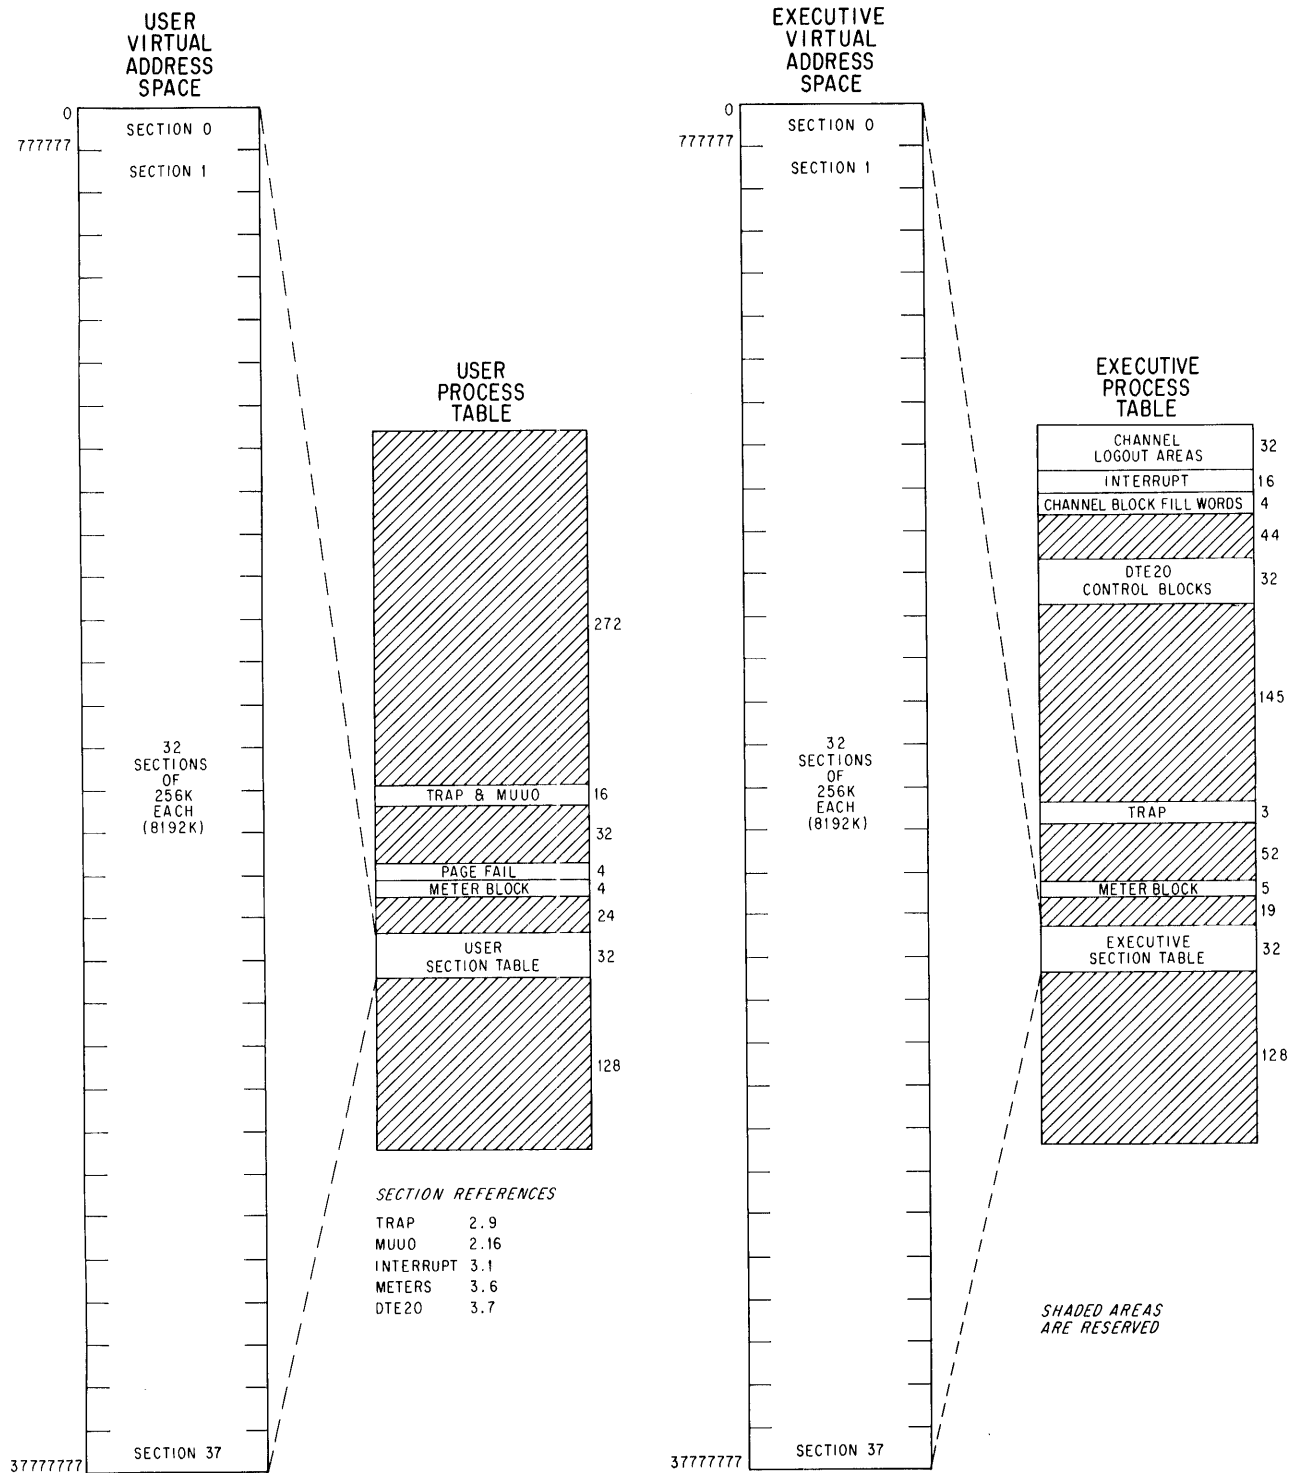 USER
VIRTUAL
ADDRESS
SPACE
0
777777
SECTION 0
SECTION 1
32
SECTIONS
OF
256K
EACH
(8192K)
SECTION 37
37777777
USER
PROCESS
TABLE
272
TRAP & MUUO 16
32
PAGE FAIL 4
METER BLOCK 4
24
USER
SECTION TABLE
32
128
SECTION REFERENCES
TRAP 2.9
MUUO 2.16
INTERRUPT 3.1
METERS 3.6
DTE20 3.7
EXECUTIVE
VIRTUAL
ADDRESS
SPACE
0
777777
SECTION 0
SECTION 1
32
SECTIONS
OF
256K
EACH
(8192K)
SECTION 37
37777777
EXECUTIVE
PROCESS
TABLE
CHANNEL
LOGOUT AREAS
32
INTERRUPT 16
CHANNEL BLOCK FILL WORDS 4
44
DTE20
CONTROL BLOCKS
32
145
TRAP 3
52
METER BLOCK 5
19
EXECUTIVE
SECTION TABLE
32
128
SHADED AREAS
ARE RESERVED